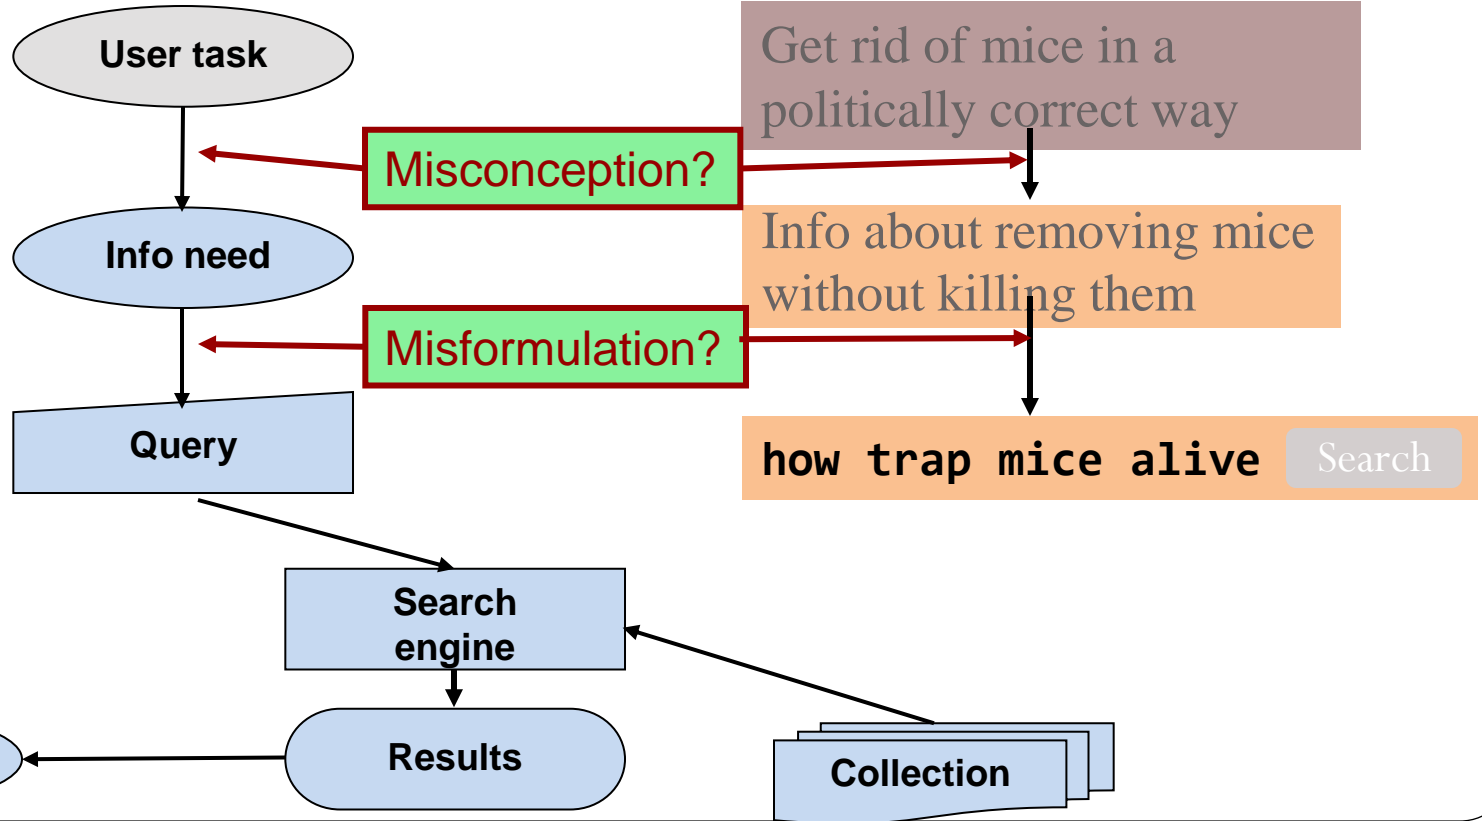 User task
Get rid of mice in a
politically correct way
Misconception?
Info need
Info about removing mice
without killing them
Misformulation?
Query
how trap mice alive Search
Search
engine
Results
Collection